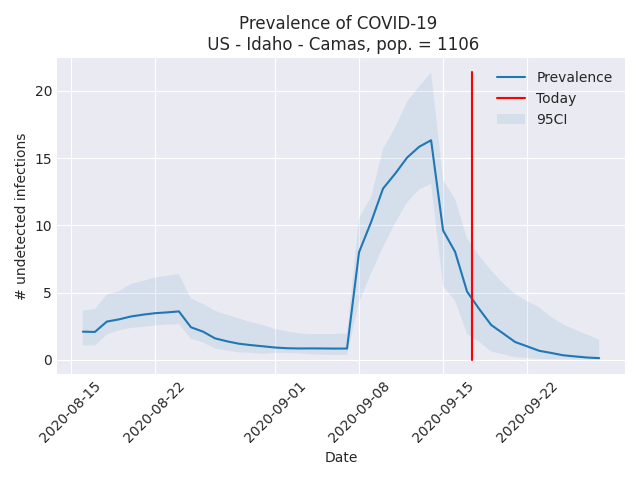 Prevalence of COVID-19
US - Idaho - Camas, pop. = 1106
# undetected infections
20
15
10
5
0
Prevalence
Today
95CI
2020-08-15
2020-08-22
2020-09-01
2020-09-08
2020-09-15
2020-09-22
Date